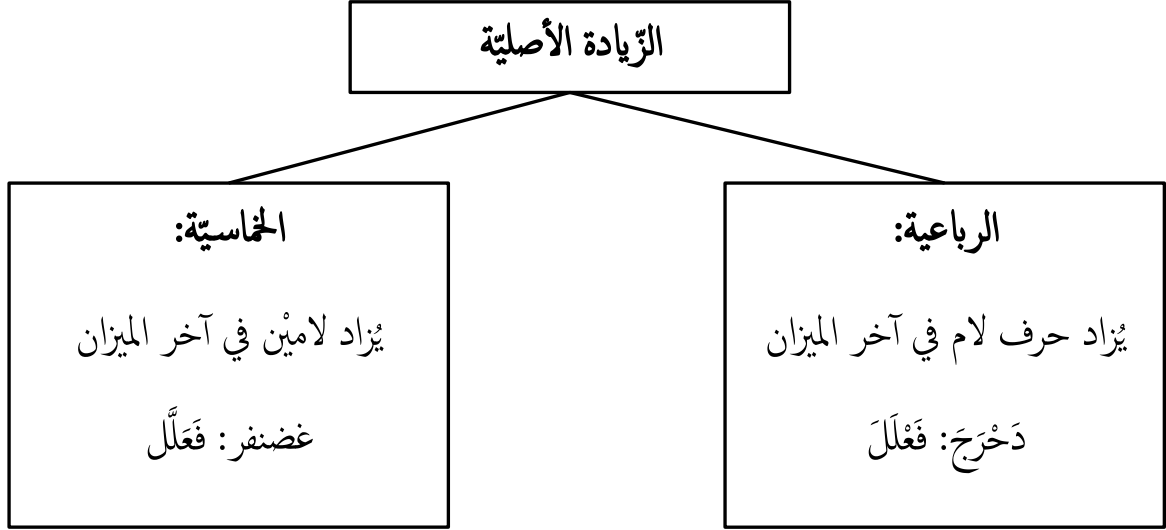 الزّيادة الأصليّة
الرباعية:
يُزاد حرف لام في آخر الميزان
دَحْرَجَ: فَعْلَلَ
الخماسيّة:
يُزاد لاميْن في آخر الميزان
غضنفر: فَعَلَّل